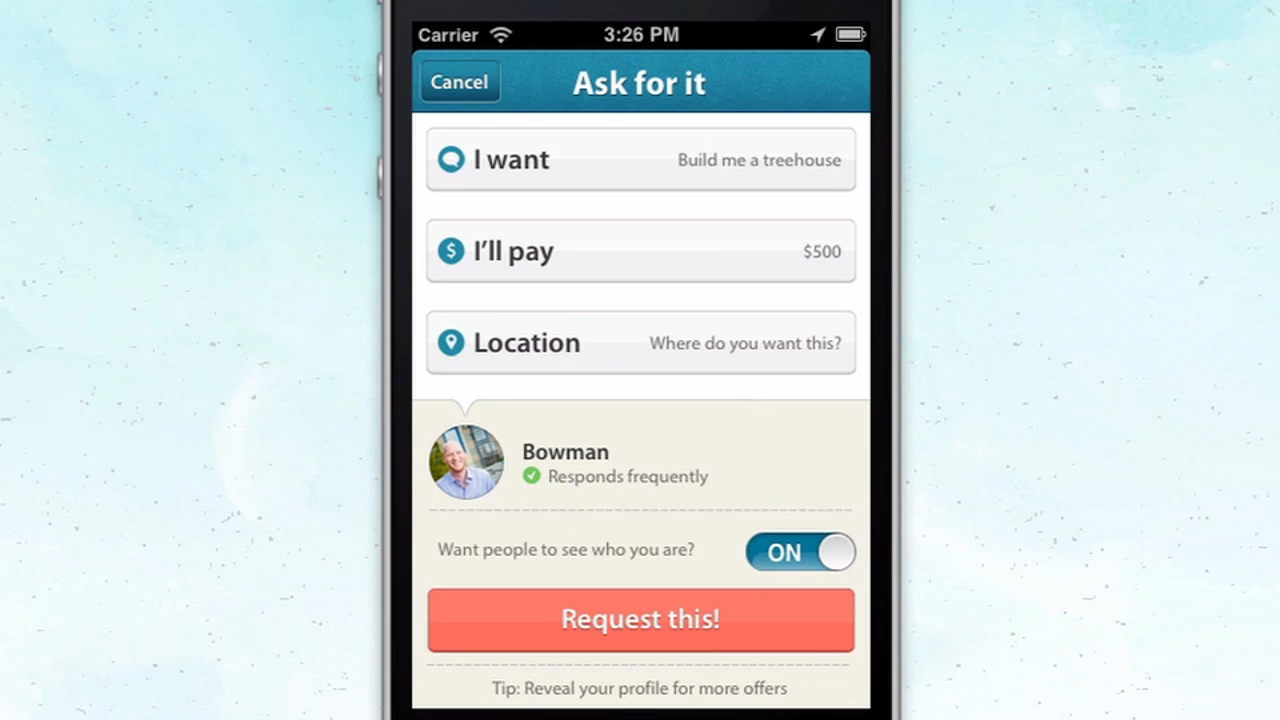 Carrier 3:26 PM
Cancel Ask for it
I want Build me a treehouse
$ I’ll pay $500
Location Where do you want this?
Bowman
Responds frequently
Want people to see who you are? ON
Request this!
Tip: Reveal your profile for more offers